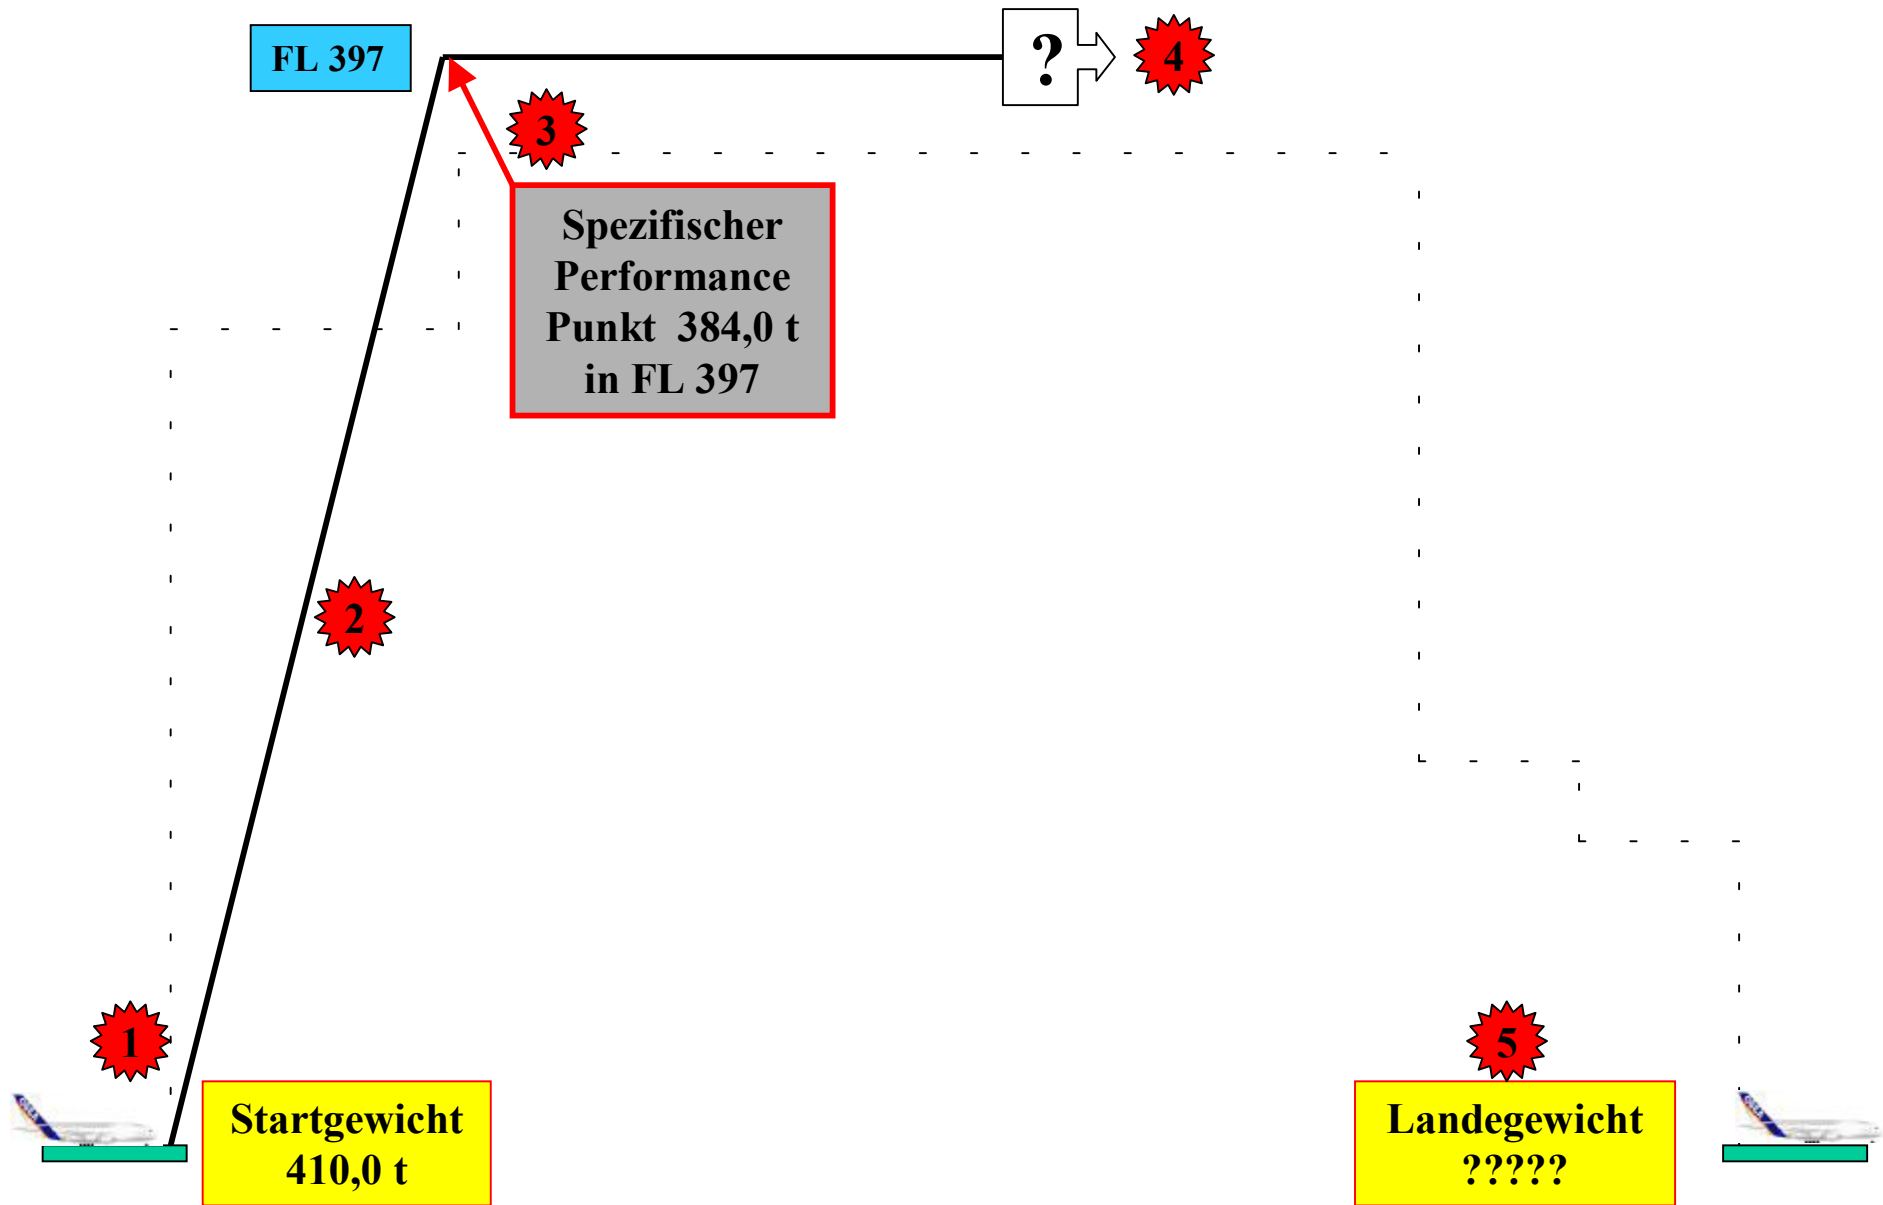 FL 397
?
4
3
Spezifischer
Performance
Punkt 384,0 t
in FL 397
2
1
5
Startgewicht
410,0 t
Landegewicht
?????